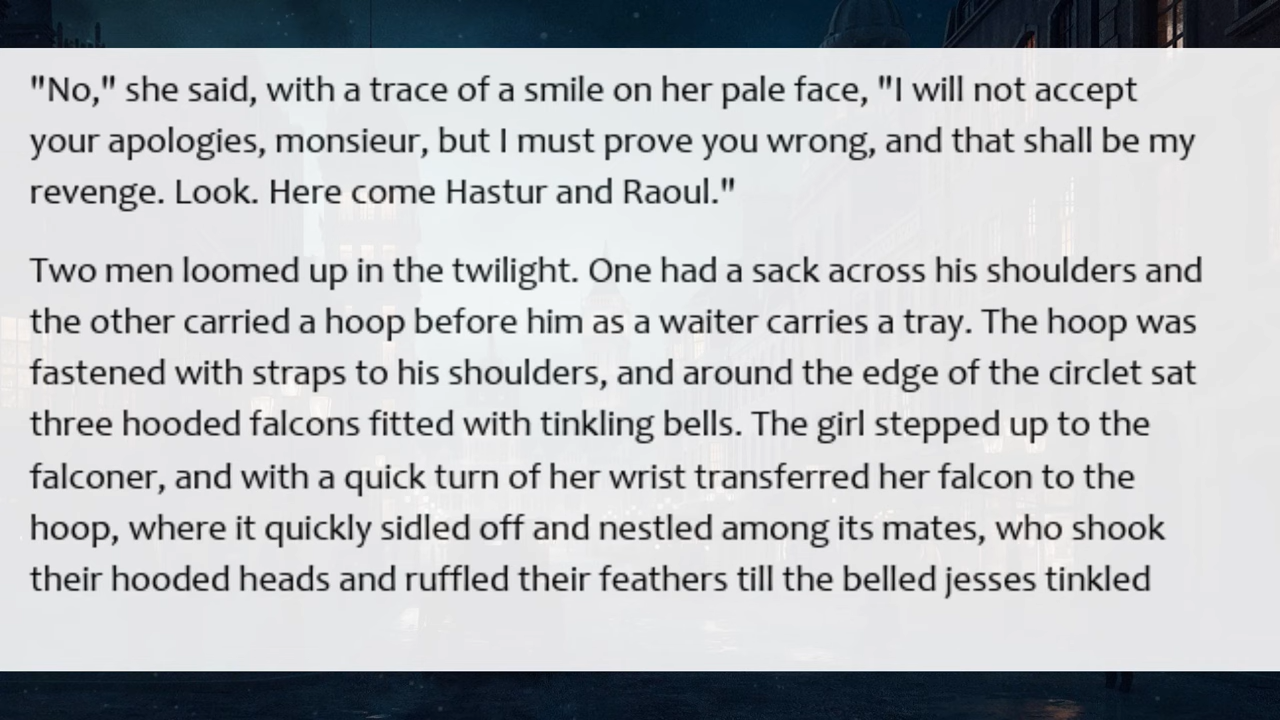 "No," she said, with a trace of a smile on her pale face, "I will not accept
your apologies, monsieur, but I must prove you wrong, and that shall be my
revenge. Look. Here come Hastur and Raoul."
Two men loomed up in the twilight. One had a sack across his shoulders and
the other carried a hoop before him as a waiter carries a tray. The hoop was
fastened with straps to his shoulders, and around the edge of the circlet sat
three hooded falcons fitted with tinkling bells. The girl stepped up to the
falconer, and with a quick turn of her wrist transferred her falcon to the
hoop, where it quickly sidled off and nestled among its mates, who shook
their hooded heads and ruffled their feathers till the belled jesses tinkled